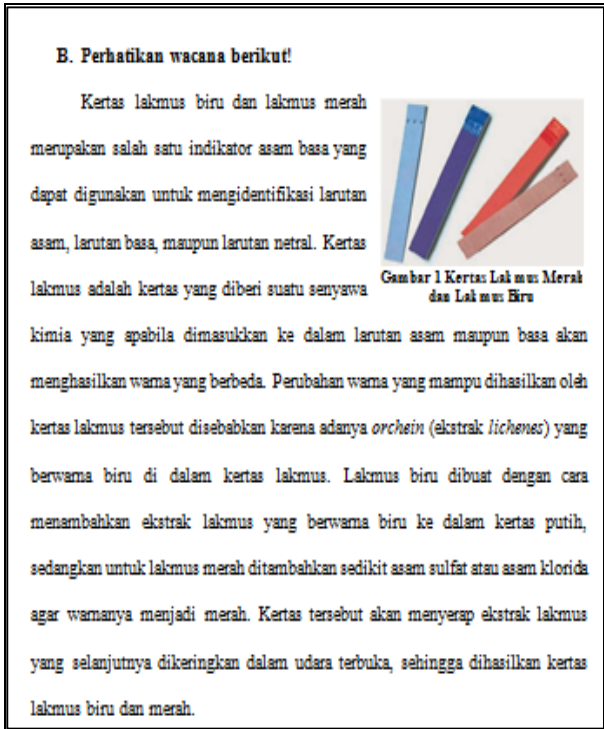 B. Perhatikan wacana berikut!
Kertas lakmus biru dan lakmus merah
merupakan salah satu indikator asam basa yang
dapat digunakan untuk mengidentifikasi larutan
asam, larutan basa, maupun larutan netral. Kertas
lakmus adalah kertas yang diberi suatu senyawa
Gambar 1 Kertas Lakmus Merah
dan Lakmus Biru
kimia yang apabila dimasukkan ke dalam larutan asam maupun basa akan
menghasilkan warna yang berbeda. Perubahan warna yang mampu dihasilkan oleh
kertas lakmus tersebut disebabkan karena adanya orchein (ekstrak lichenes) yang
berwarna biru di dalam kertas lakmus. Lakmus biru dibuat dengan cara
menambahkan ekstrak lakmus yang berwarna biru ke dalam kertas putih,
sedangkan untuk lakmus merah ditambahkan sedikit asam sulfat atau asam klorida
agar warnanya menjadi merah. Kertas tersebut akan menyerap ekstrak lakmus
yang selanjutnya dikeringkan dalam udara terbuka, sehingga dihasilkan kertas
lakmus biru dan merah.